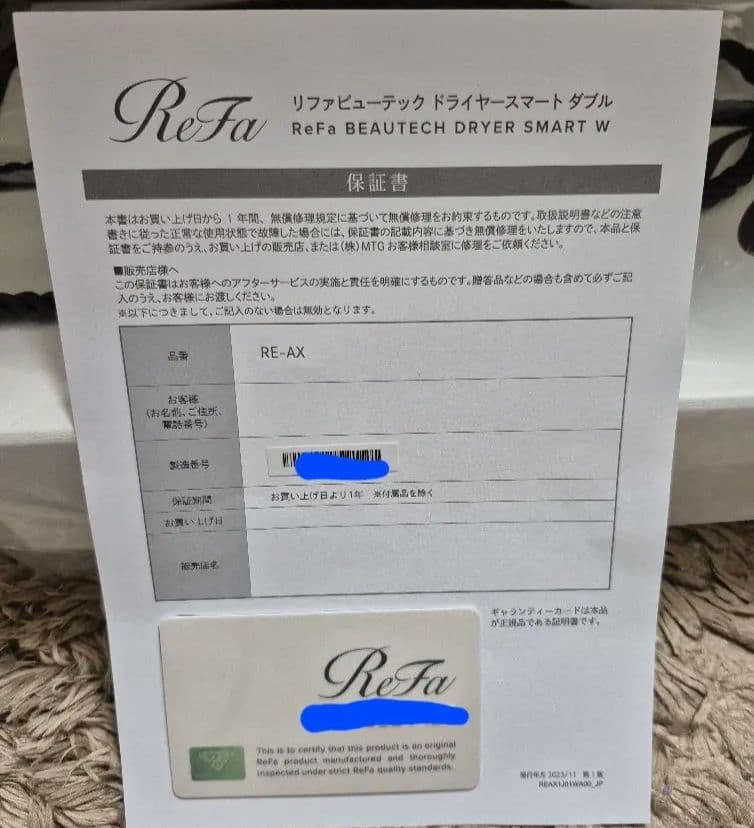 ReFa
リファビューテック ドライヤースマート ダブル
ReFa BEAUTECH DRYER SMART W
保証書
本書はお買い上げ日から 1 年間、無償修理規定に基づいて無償修理をお約束するものです。取扱説明書などの注意
書きに従った正常な使用状態で故障した場合には、保証書の記載内容に基づき無償修理をいたしますので、本品と保
証書をご持参のうえ、お買い上げの販売店、または(株)MTG お客様相談室に修理をご依頼ください。
■販売店様へ
この保証書はお客様へのアフターサービスの実施と責任を明確にするものです。贈答品などの場合も含めて必ずご記
入のうえ、お客様にお渡しください。
※以下につきまして、ご記入のない場合は無効となります。
品番
RE-AX
お客様
(お名前、ご住所、
電話番号)
製造番号
保証期間
お買い上げ日より1年 ※付属品を除く
お買い上げ日
販売店名
ギャランティーカードは本品
が正規品である証明書です。
ReFa
This is to certify that this product is an original
ReFa product manufactured and thoroughly
inspected under strict ReFa quality standards.
発行年月 2023/11 第1版
REAX1J01WA00_JP